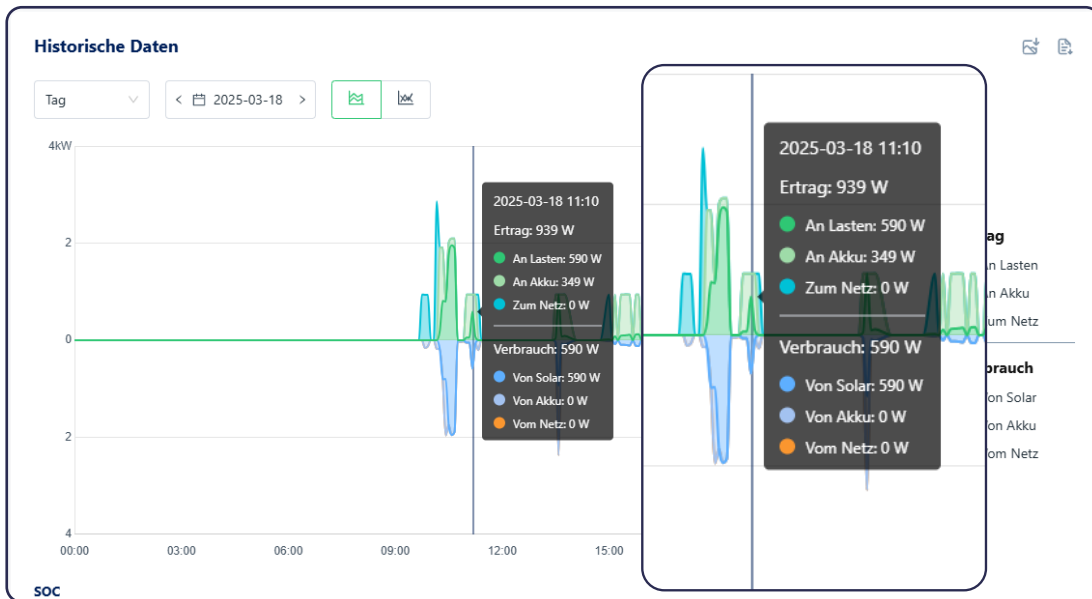 Historische Daten
Tag
2025-03-18
4kW
2
0
2
4
00:00
03:00
06:00
09:00
12:00
15:00
2025-03-18 11:10
Ertrag: 939 W
An Lasten: 590 W
An Akku: 349 W
Zum Netz: 0 W
Verbrauch: 590 W
Von Solar: 590 W
Von Akku: 0 W
Vom Netz: 0 W
2025-03-18 11:10
Ertrag: 939 W
An Lasten: 590 W
An Akku: 349 W
Zum Netz: 0 W
Verbrauch: 590 W
Von Solar: 590 W
Von Akku: 0 W
Vom Netz: 0 W
ag
n Lasten
n Akku
um Netz
brauch
on Solar
on Akku
om Netz
SOC